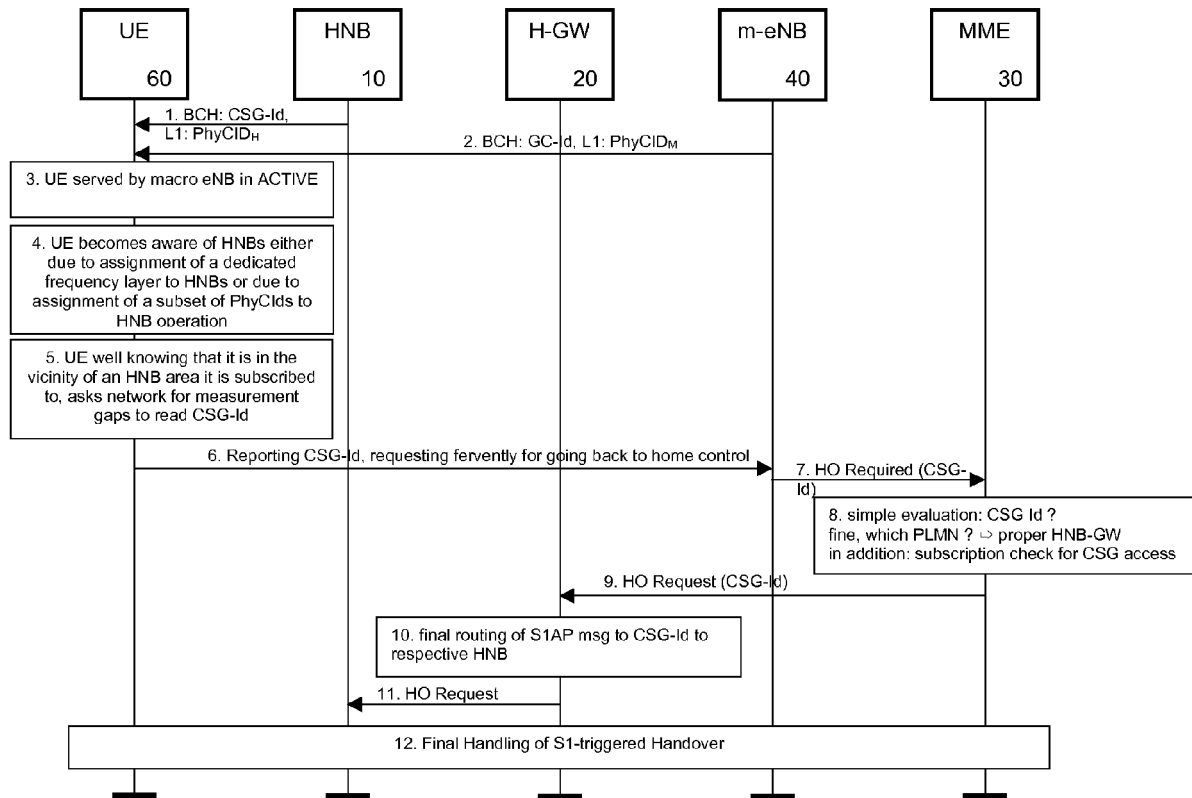 UE
60
HNB
10
H-GW
20
m-eNB
40
MME
30
1. BCH: CSG-Id,
L1: PhyCIDH
2. BCH: GC-Id, L1: PhyCIDM
3. UE served by macro eNB in ACTIVE
4. UE becomes aware of HNBs either
due to assignment of a dedicated
frequency layer to HNBs or due to
assignment of a subset of PhyCIds to
HNB operation
5. UE well knowing that it is in the
vicinity of an HNB area it is subscribed
to, asks network for measurement
gaps to read CSG-Id
6. Reporting CSG-Id, requesting fervently for going back to home control
7. HO Required (CSG-
Id)
8. simple evaluation: CSG Id ?
fine, which PLMN ? ⇨ proper HNB-GW
in addition: subscription check for CSG access
9. HO Request (CSG-Id)
10. final routing of S1AP msg to CSG-Id to
respective HNB
11. HO Request
12. Final Handling of S1-triggered Handover